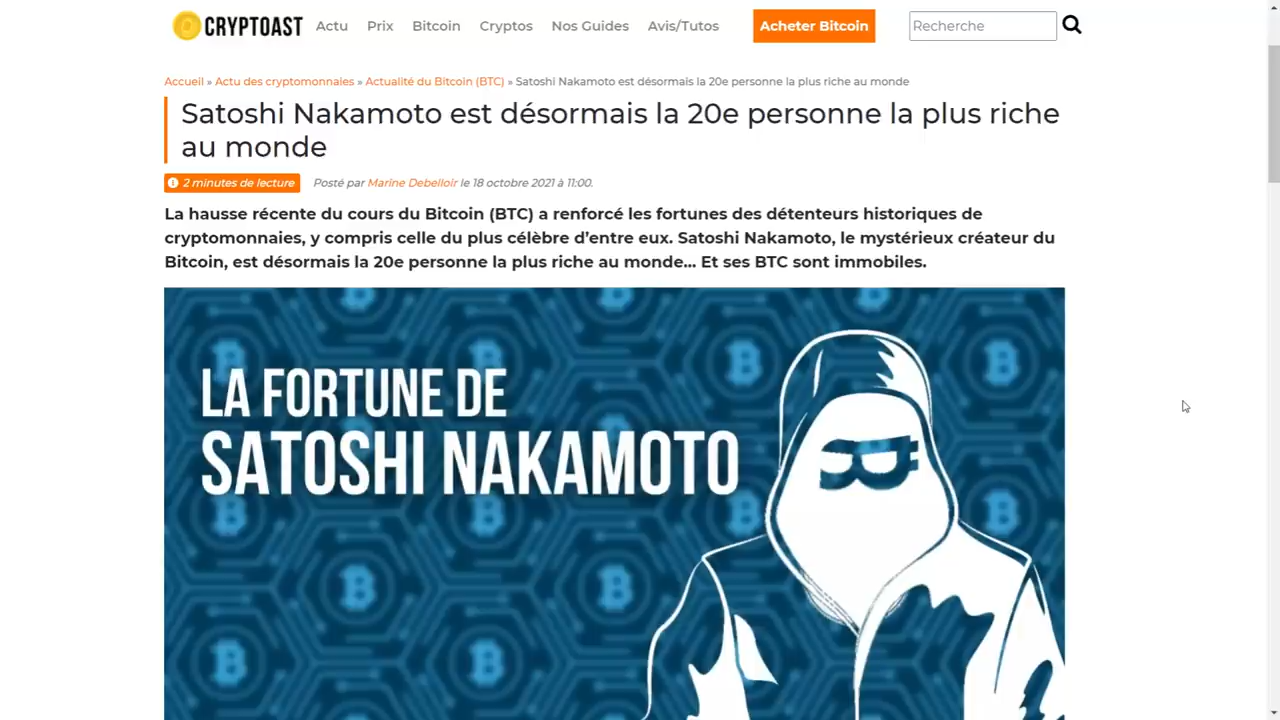 CRYPTOAST Actu Prix Bitcoin Cryptos Nos Guides Avis/Tutos Acheter Bitcoin Recherche
Accueil » Actu des cryptomonnaies » Actualité du Bitcoin (BTC) » Satoshi Nakamoto est désormais la 20e personne la plus riche au monde
Satoshi Nakamoto est désormais la 20e personne la plus riche
au monde
2 minutes de lecture Posté par Marine Debelloir le 18 octobre 2021 à 11:00.
La hausse récente du cours du Bitcoin (BTC) a renforcé les fortunes des détenteurs historiques de
cryptomonnaies, y compris celle du plus célèbre d’entre eux. Satoshi Nakamoto, le mystérieux créateur du
Bitcoin, est désormais la 20e personne la plus riche au monde... Et ses BTC sont immobiles.
LA FORTUNE DE
SATOSHI NAKAMOTO